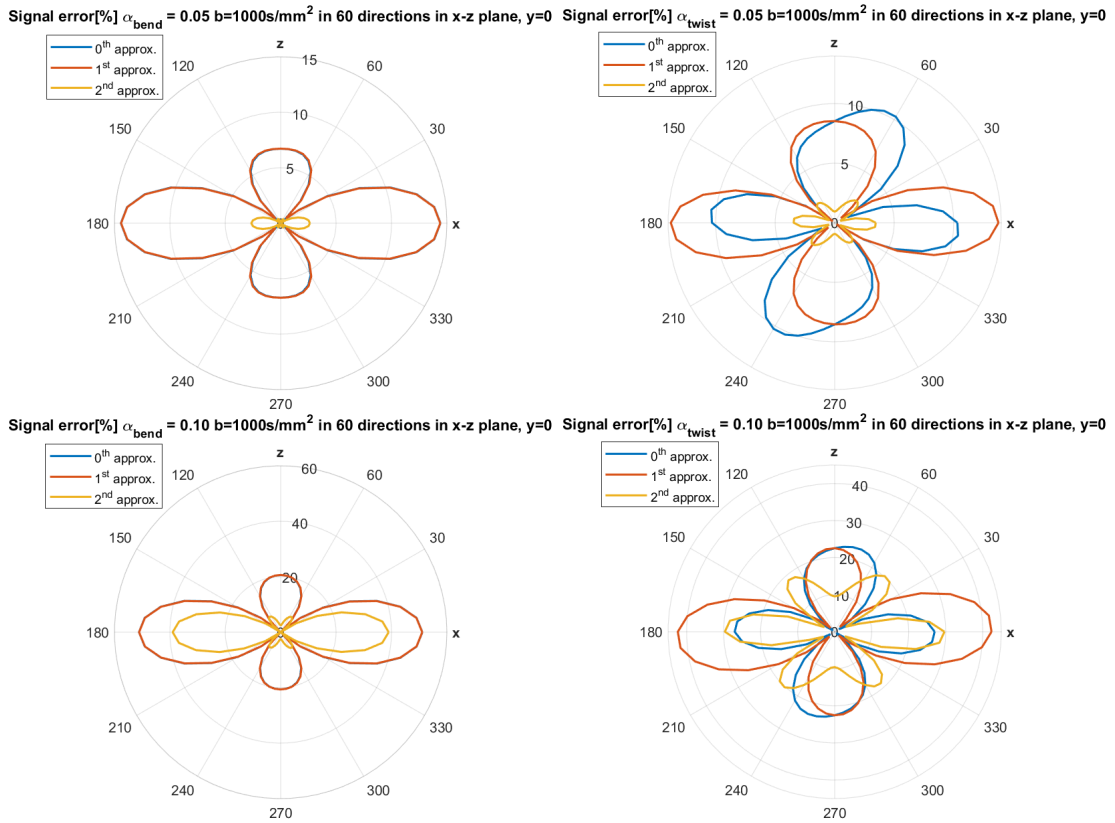 Signal error[%] α_bend = 0.05 b=1000s/mm² in 60 directions in x-z plane, y=0
0th approx.
1st approx.
2nd approx.
z
15
120
60
10
150
30
5
180
0
x
210
330
240
300
270
Signal error[%] α_twist = 0.05 b=1000s/mm² in 60 directions in x-z plane, y=0
0th approx.
1st approx.
2nd approx.
z
120
60
10
150
30
5
180
0
x
210
330
240
300
270
Signal error[%] α_bend = 0.10 b=1000s/mm² in 60 directions in x-z plane, y=0
0th approx.
1st approx.
2nd approx.
z
60
120
60
40
150
30
20
180
x
210
330
240
300
270
Signal error[%] α_twist = 0.10 b=1000s/mm² in 60 directions in x-z plane, y=0
0th approx.
1st approx.
2nd approx.
z
120
60
40
150
30
30
20
10
180
0
x
210
330
240
300
270